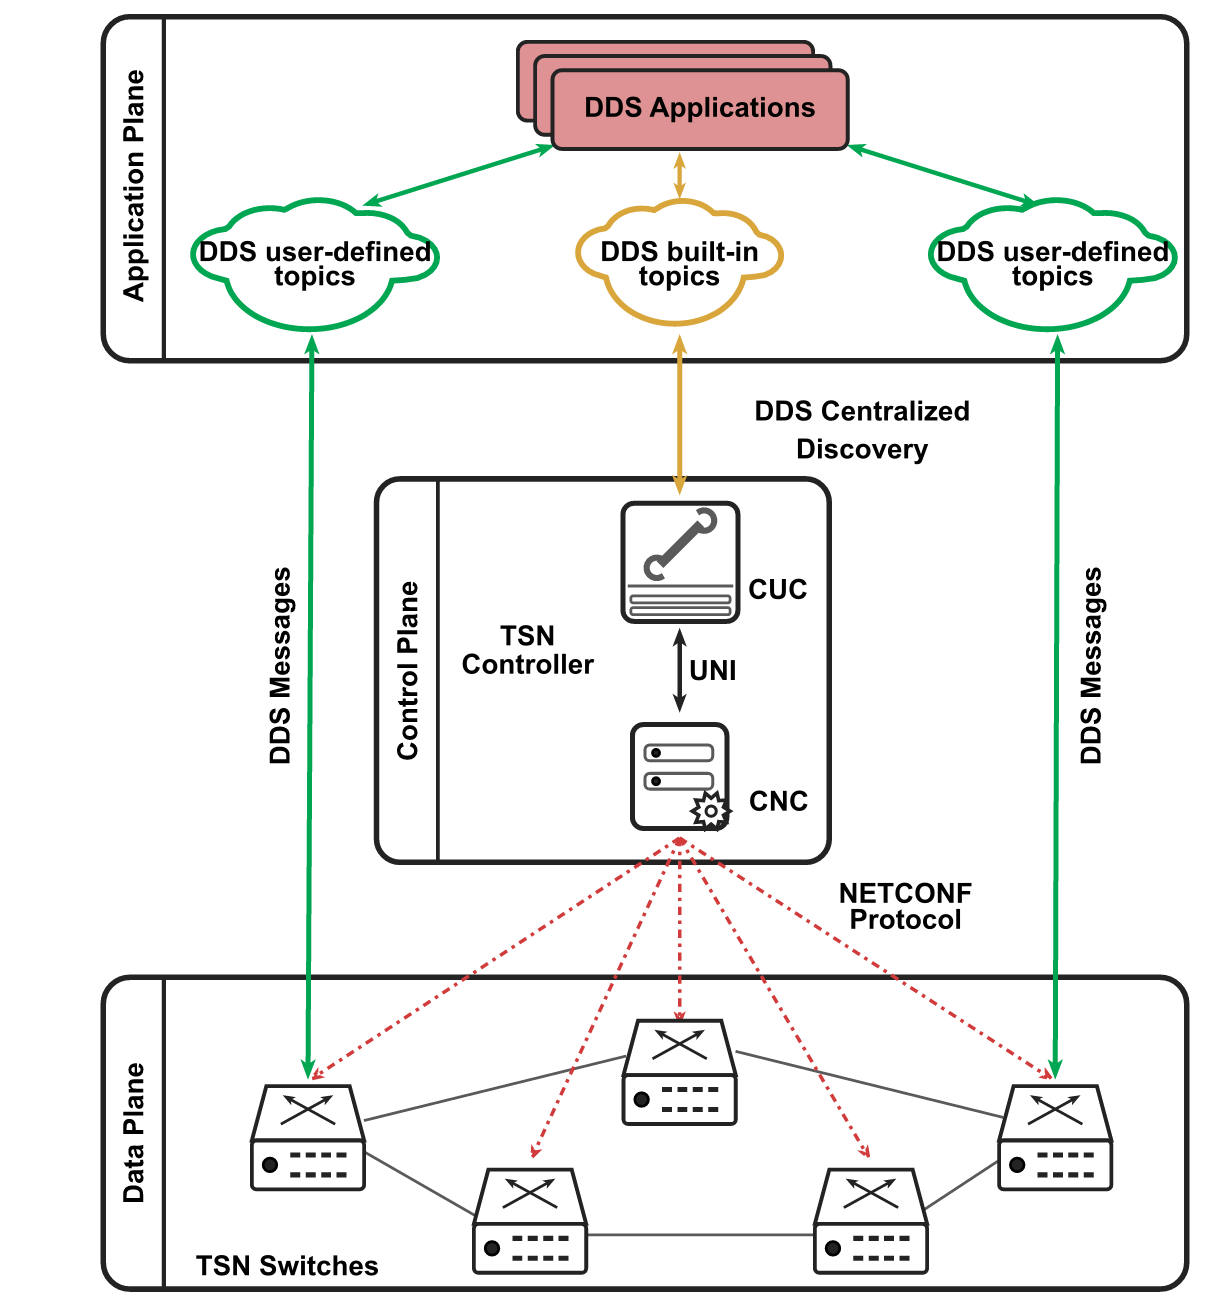 Application Plane
DDS Applications
DDS user-defined
topics
DDS built-in
topics
DDS user-defined
topics
DDS Centralized
Discovery
DDS Messages
Control Plane
TSN
Controller
CUC
UNI
CNC
DDS Messages
NETCONF
Protocol
Data Plane
TSN Switches